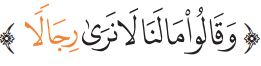 ﴿ وَقَالُوا۟ مَا لَنَا لَا نَرَىٰ رِجَالًا ﴾